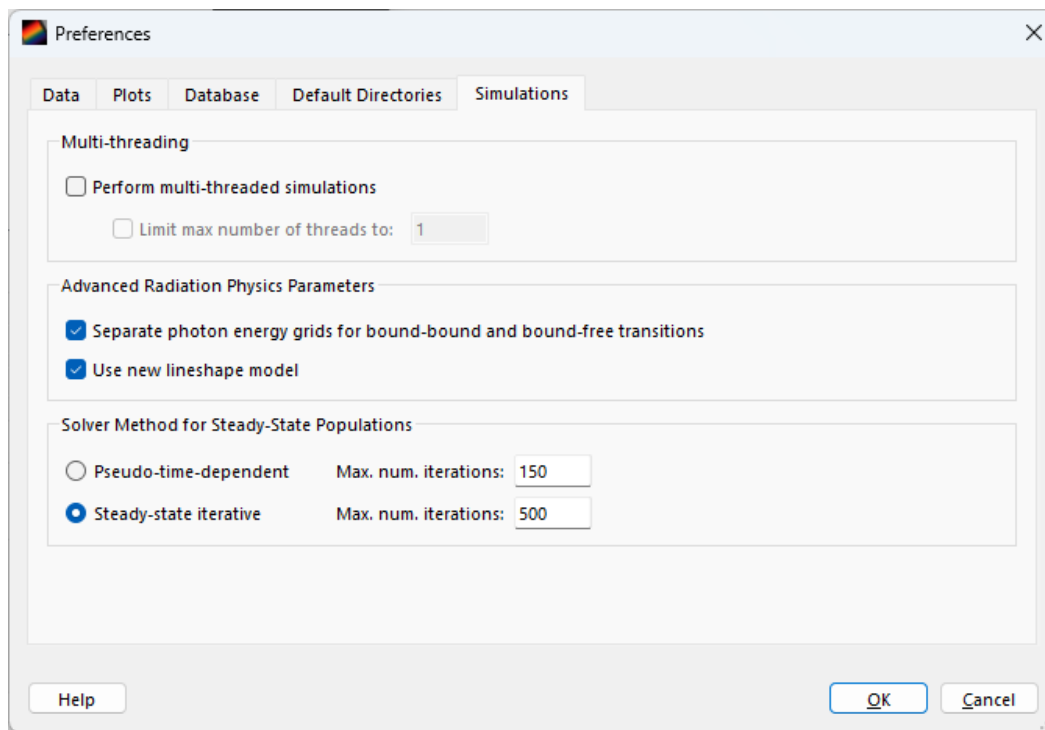 Preferences
Data Plots Database Default Directories Simulations
Multi-threading
Perform multi-threaded simulations
Limit max number of threads to: 1
Advanced Radiation Physics Parameters
Separate photon energy grids for bound-bound and bound-free transitions
Use new lineshape model
Solver Method for Steady-State Populations
Pseudo-time-dependent Max. num. iterations: 150
Steady-state iterative Max. num. iterations: 500
Help OK Cancel